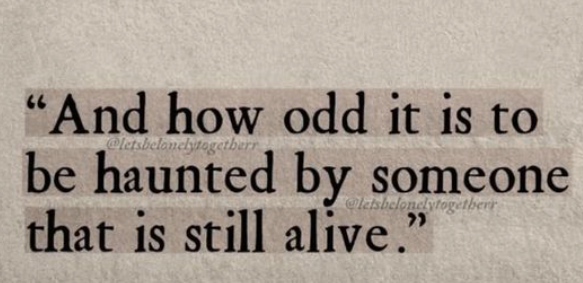 “And how odd it is to
@letsbelonelytogetherr
be haunted by someone
@letsbelonelytogetherr
that is still alive.”